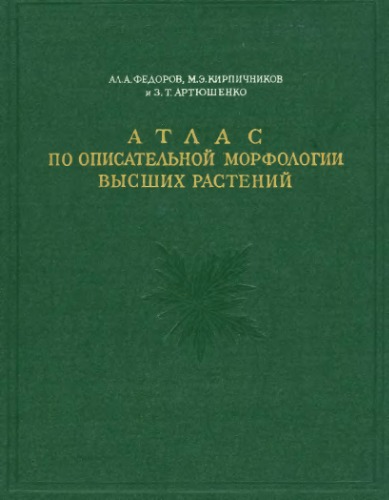 АЛ.А.ФЕДОРОВ, М.Э.КИРПИЧНИКОВ
и З.Т.АРТЮШЕНКО
АТЛАС
ПО ОПИСАТЕЛЬНОЙ МОРФОЛОГИИ
ВЫСШИХ РАСТЕНИЙ